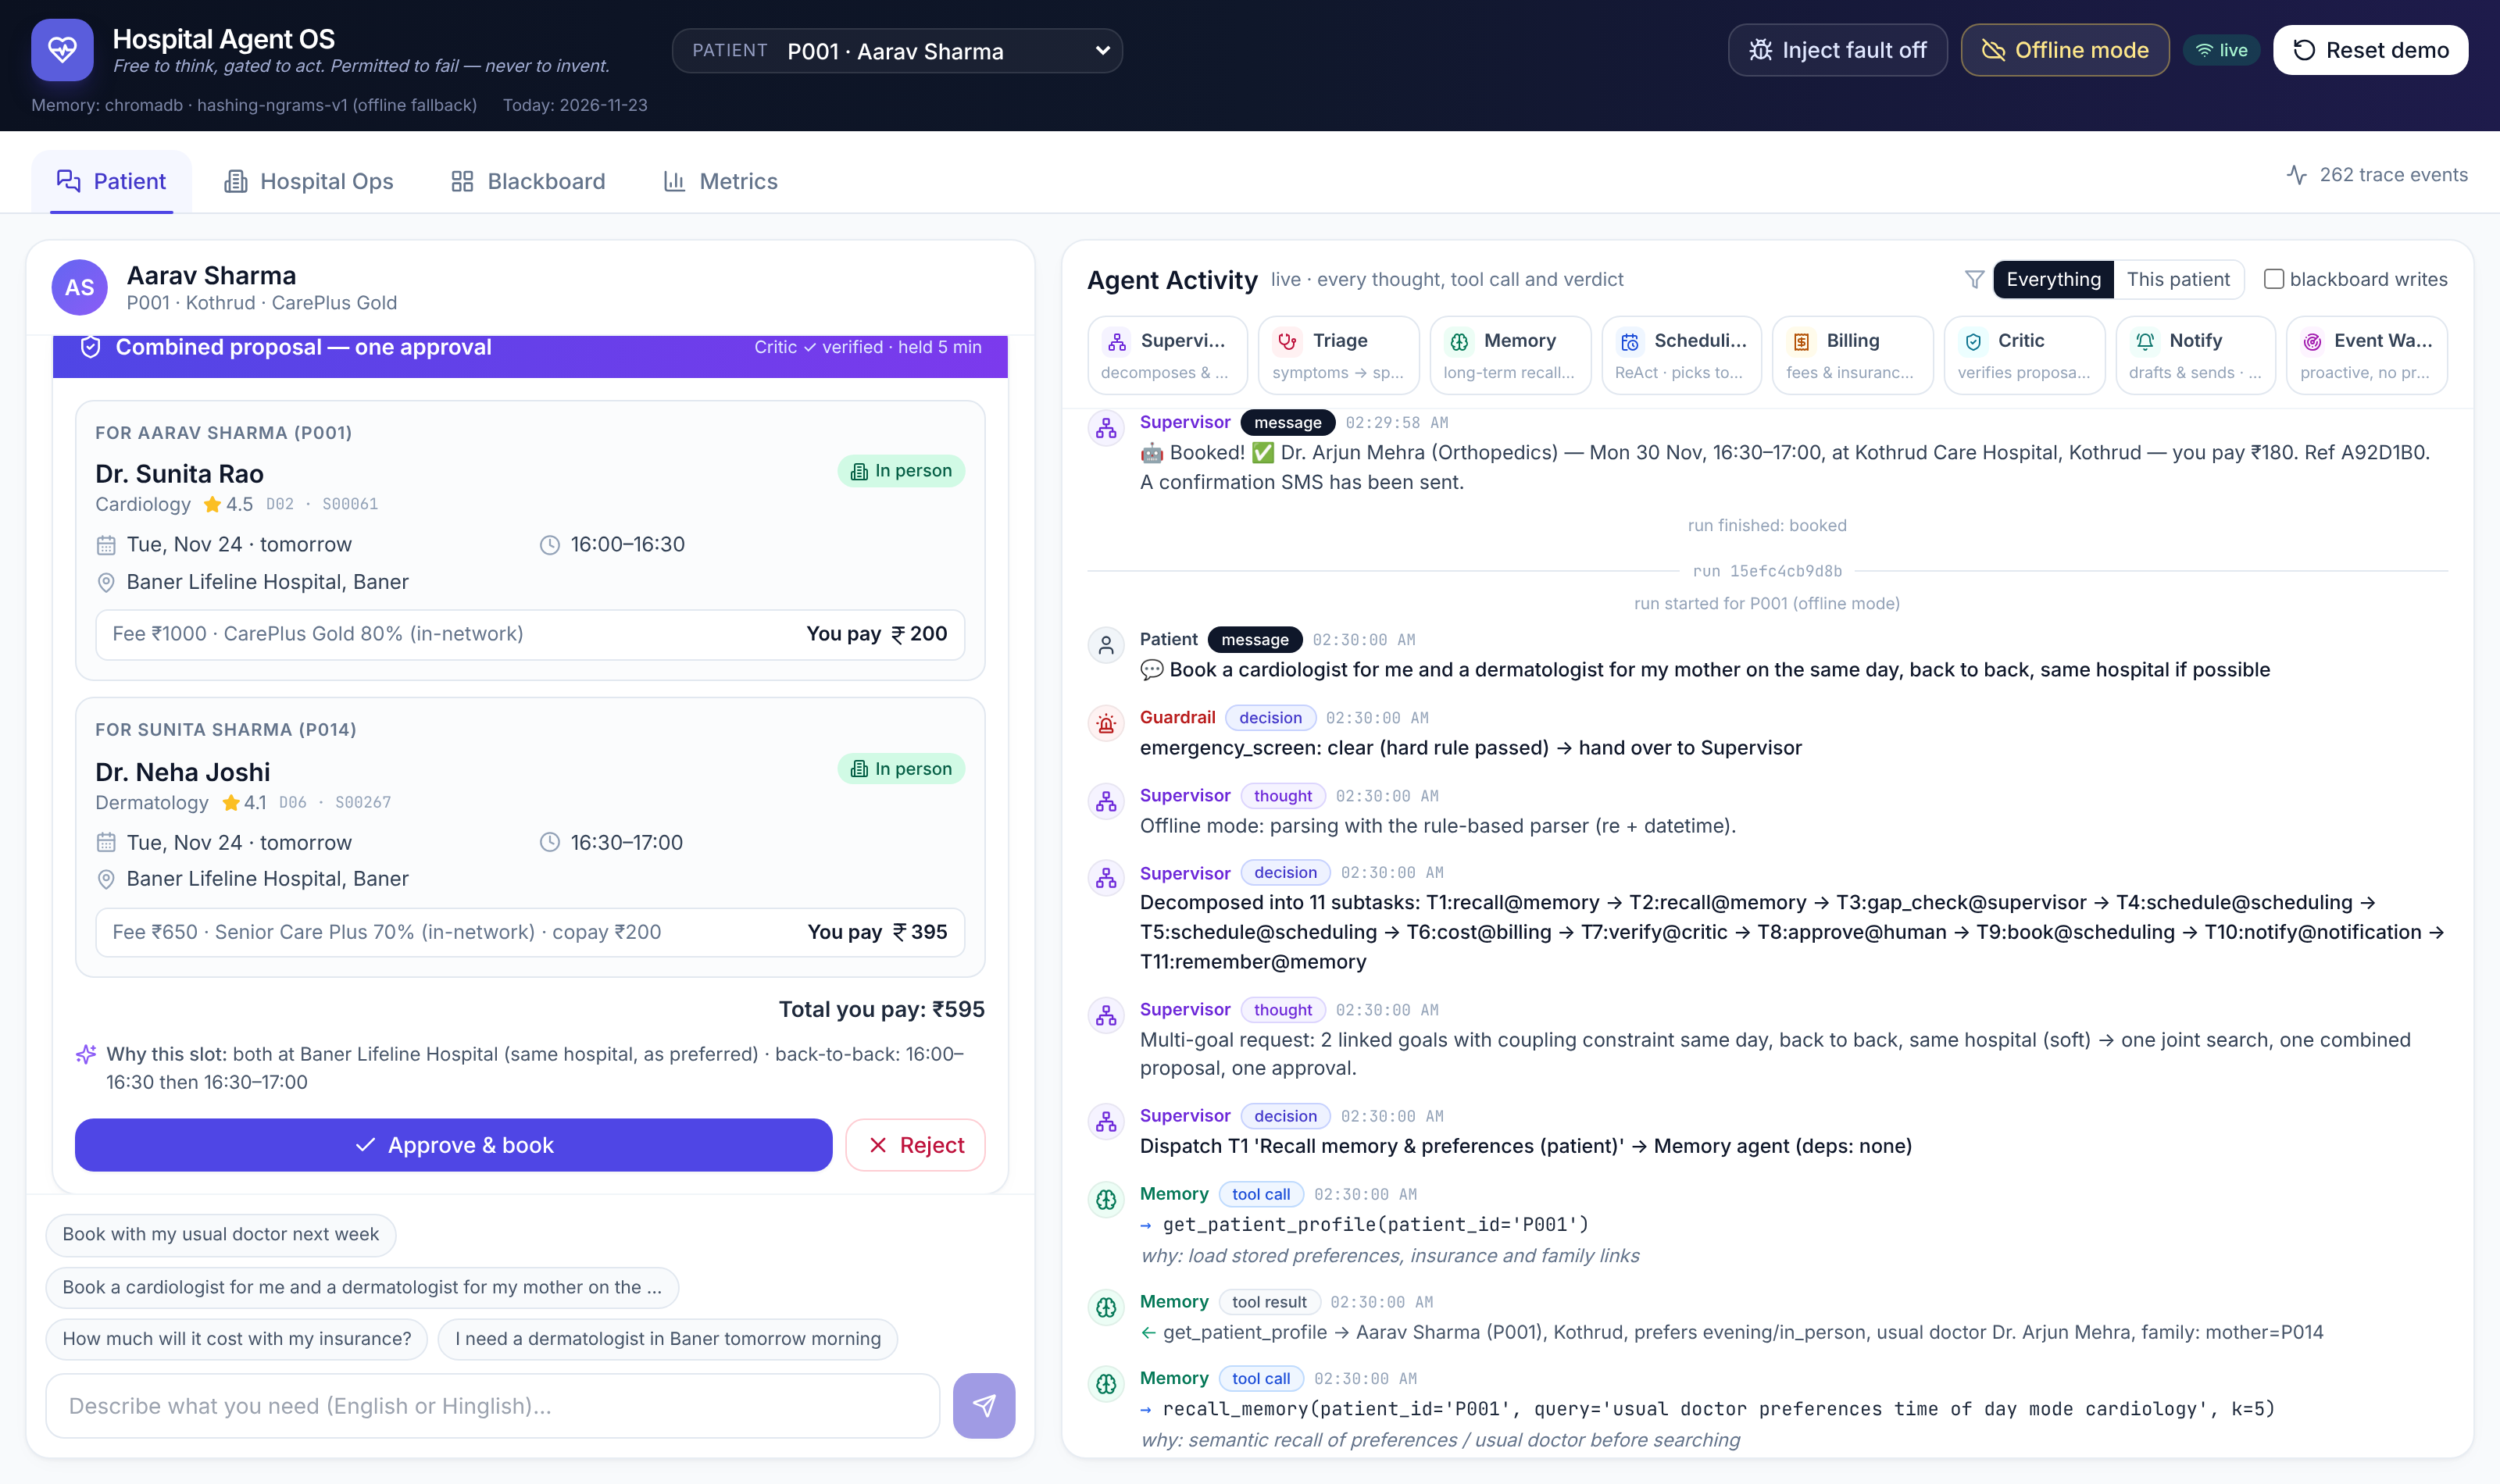 Hospital Agent OS
Free to think, gated to act. Permitted to fail — never to invent.
PATIENT P001 · Aarav Sharma
Inject fault off
Offline mode
live
Reset demo
Memory: chromadb · hashing-ngrams-v1 (offline fallback) Today: 2026-11-23
Patient
Hospital Ops
Blackboard
Metrics
262 trace events
AS
Aarav Sharma
P001 · Kothrud · CarePlus Gold
Combined proposal — one approval
Critic ✓ verified · held 5 min
FOR AARAV SHARMA (P001)
Dr. Sunita Rao
In person
Cardiology ⭐ 4.5 D02 · S00061
Tue, Nov 24 · tomorrow
16:00–16:30
Baner Lifeline Hospital, Baner
Fee ₹1000 · CarePlus Gold 80% (in-network)
You pay ₹ 200
FOR SUNITA SHARMA (P014)
Dr. Neha Joshi
In person
Dermatology ⭐ 4.1 D06 · S00267
Tue, Nov 24 · tomorrow
16:30–17:00
Baner Lifeline Hospital, Baner
Fee ₹650 · Senior Care Plus 70% (in-network) · copay ₹200
You pay ₹ 395
Total you pay: ₹595
Why this slot: both at Baner Lifeline Hospital (same hospital, as preferred) · back-to-back: 16:00–
16:30 then 16:30–17:00
Approve & book
Reject
Book with my usual doctor next week
Book a cardiologist for me and a dermatologist for my mother on the ...
How much will it cost with my insurance?
I need a dermatologist in Baner tomorrow morning
Describe what you need (English or Hinglish)...
Agent Activity live · every thought, tool call and verdict
Everything
This patient
blackboard writes
Supervi...
decomposes & ...
Triage
symptoms → sp...
Memory
long-term recall...
Scheduli...
ReAct · picks to...
Billing
fees & insuranc...
Critic
verifies proposa...
Notify
drafts & sends · ...
Event Wa...
proactive, no pr...
Supervisor message 02:29:58 AM
🤖 Booked! ✅ Dr. Arjun Mehra (Orthopedics) — Mon 30 Nov, 16:30–17:00, at Kothrud Care Hospital, Kothrud — you pay ₹180. Ref A92D1B0.
A confirmation SMS has been sent.
run finished: booked
run 15efc4cb9d8b
run started for P001 (offline mode)
Patient message 02:30:00 AM
💬 Book a cardiologist for me and a dermatologist for my mother on the same day, back to back, same hospital if possible
Guardrail decision 02:30:00 AM
emergency_screen: clear (hard rule passed) → hand over to Supervisor
Supervisor thought 02:30:00 AM
Offline mode: parsing with the rule-based parser (re + datetime).
Supervisor decision 02:30:00 AM
Decomposed into 11 subtasks: T1:recall@memory → T2:recall@memory → T3:gap_check@supervisor → T4:schedule@scheduling →
T5:schedule@scheduling → T6:cost@billing → T7:verify@critic → T8:approve@human → T9:book@scheduling → T10:notify@notification →
T11:remember@memory
Supervisor thought 02:30:00 AM
Multi-goal request: 2 linked goals with coupling constraint same day, back to back, same hospital (soft) → one joint search, one combined
proposal, one approval.
Supervisor decision 02:30:00 AM
Dispatch T1 'Recall memory & preferences (patient)' → Memory agent (deps: none)
Memory tool call 02:30:00 AM
→ get_patient_profile(patient_id='P001')
why: load stored preferences, insurance and family links
Memory tool result 02:30:00 AM
← get_patient_profile → Aarav Sharma (P001), Kothrud, prefers evening/in_person, usual doctor Dr. Arjun Mehra, family: mother=P014
Memory tool call 02:30:00 AM
→ recall_memory(patient_id='P001', query='usual doctor preferences time of day mode cardiology', k=5)
why: semantic recall of preferences / usual doctor before searching